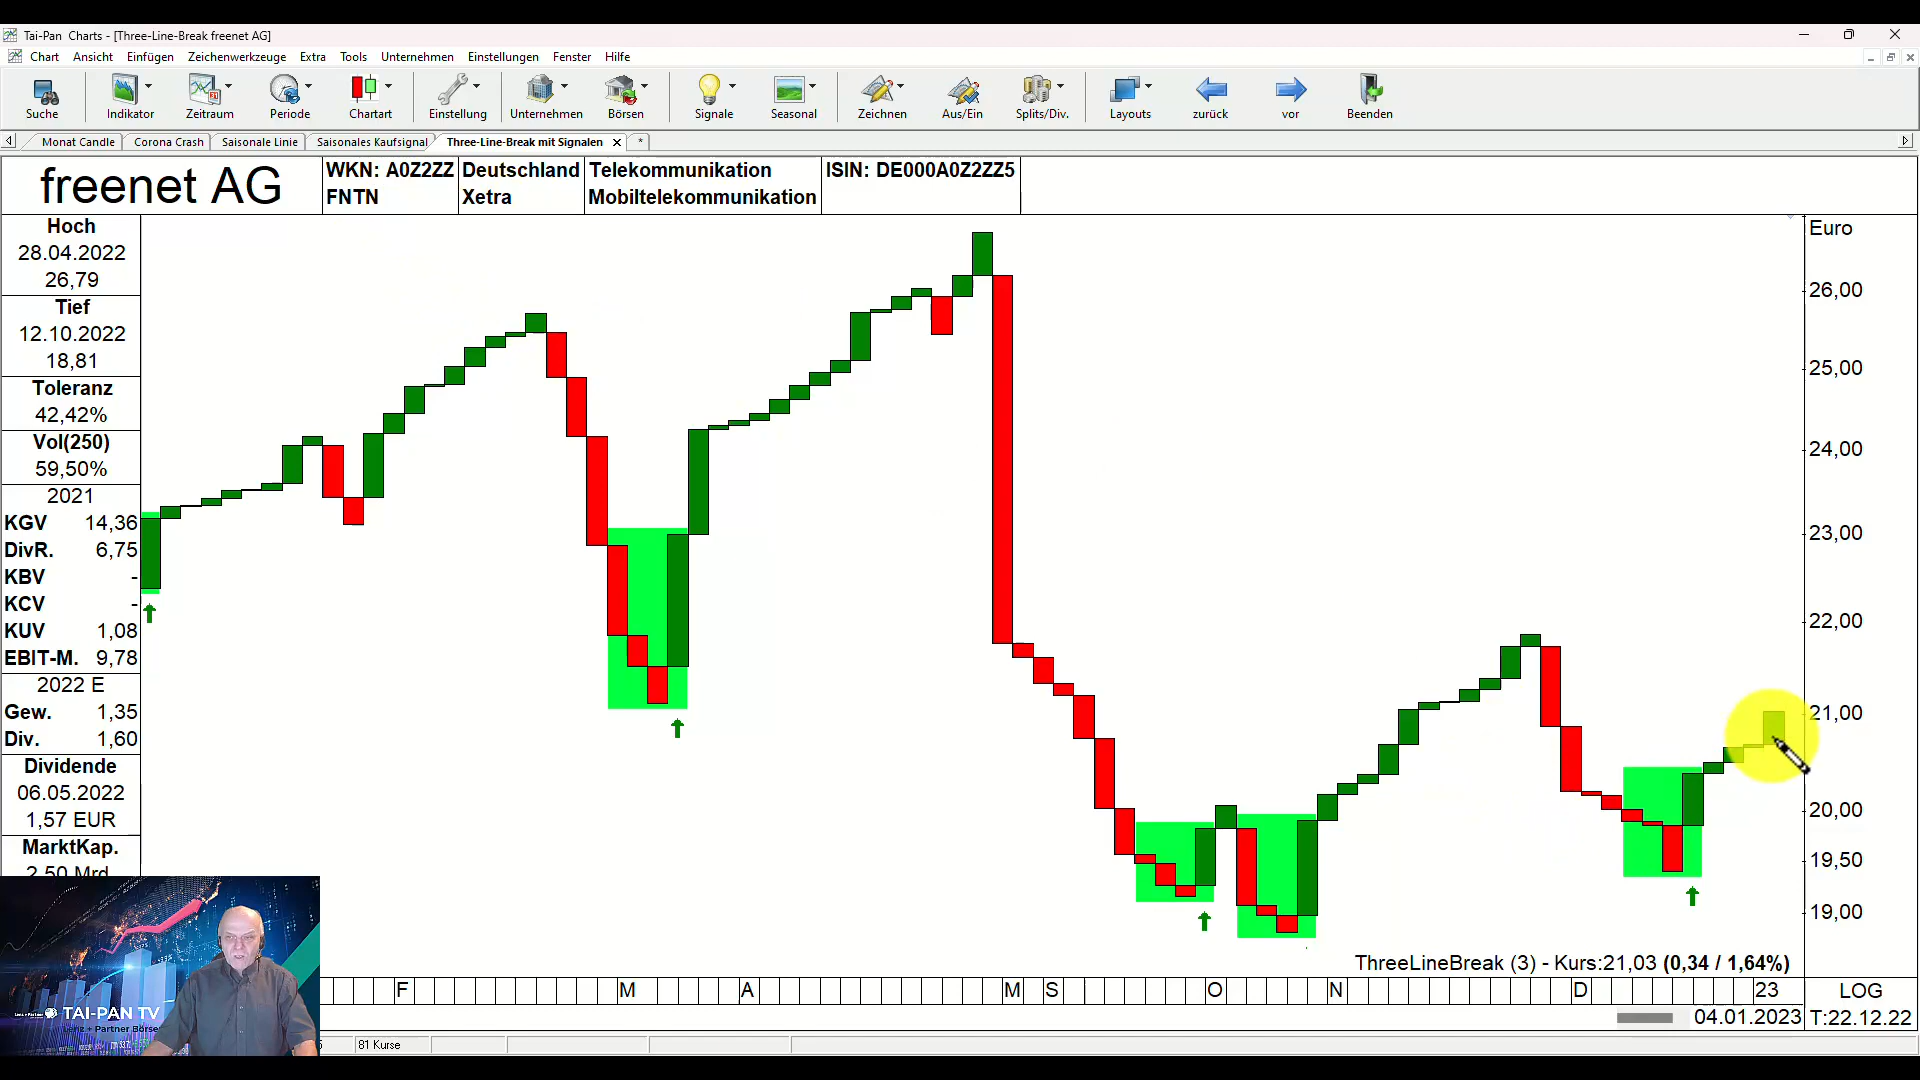 Tai-Pan Charts - [Three-Line-Break freenet AG]
Chart Ansicht Einfügen Zeichenwerkzeuge Extra Tools Unternehmen Einstellungen Fenster Hilfe
Suche Indikator Zeitraum Periode Chartart Einstellung Unternehmen Börsen Signale Seasonal Zeichnen Aus/Ein Splits/Div. Layouts zurück vor Beenden
Monat Candle Corona Crash Saisonale Linie Saisonales Kaufsignal Three-Line-Break mit Signalen *
freenet AG
WKN: A0Z2ZZ Deutschland Telekommunikation ISIN: DE000A0Z2ZZ5
FNTN Xetra Mobiltelekommunikation
Hoch
28.04.2022
26,79
Tief
12.10.2022
18,81
Toleranz
42,42%
Vol(250)
59,50%
2021
KGV 14,36
DivR. 6,75
KBV -
KCV -
KUV 1,08
EBIT-M. 9,78
2022 E
Gew. 1,35
Div. 1,60
Dividende
06.05.2022
1,57 EUR
MarktKap.
2,50 Mrd.
Euro
26,00
25,00
24,00
23,00
22,00
21,00
20,00
19,50
19,00
ThreeLineBreak (3) - Kurs:21,03 (0,34 / 1,64%)
F M A M S O N D 23 LOG
04.01.2023 T:22.12.22
TAI-PAN TV
Lenz + Partner Börse
81 Kurse